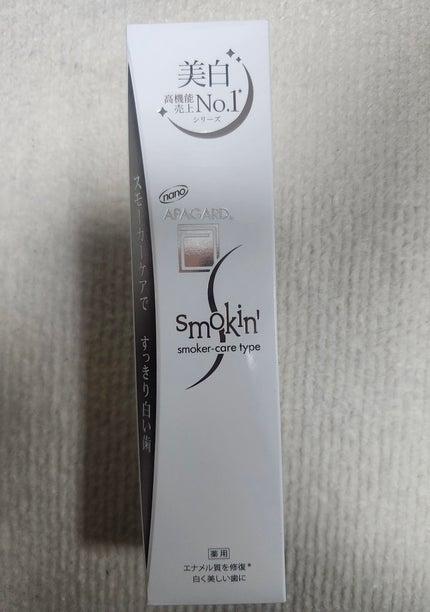 美白
高機能
売上 No.1*
シリーズ
nano
APAGARD®
smokin'
smoker-care type
スモーカーケアで すっきり白い歯
薬用
エナメル質を修復*
白く美しい歯に